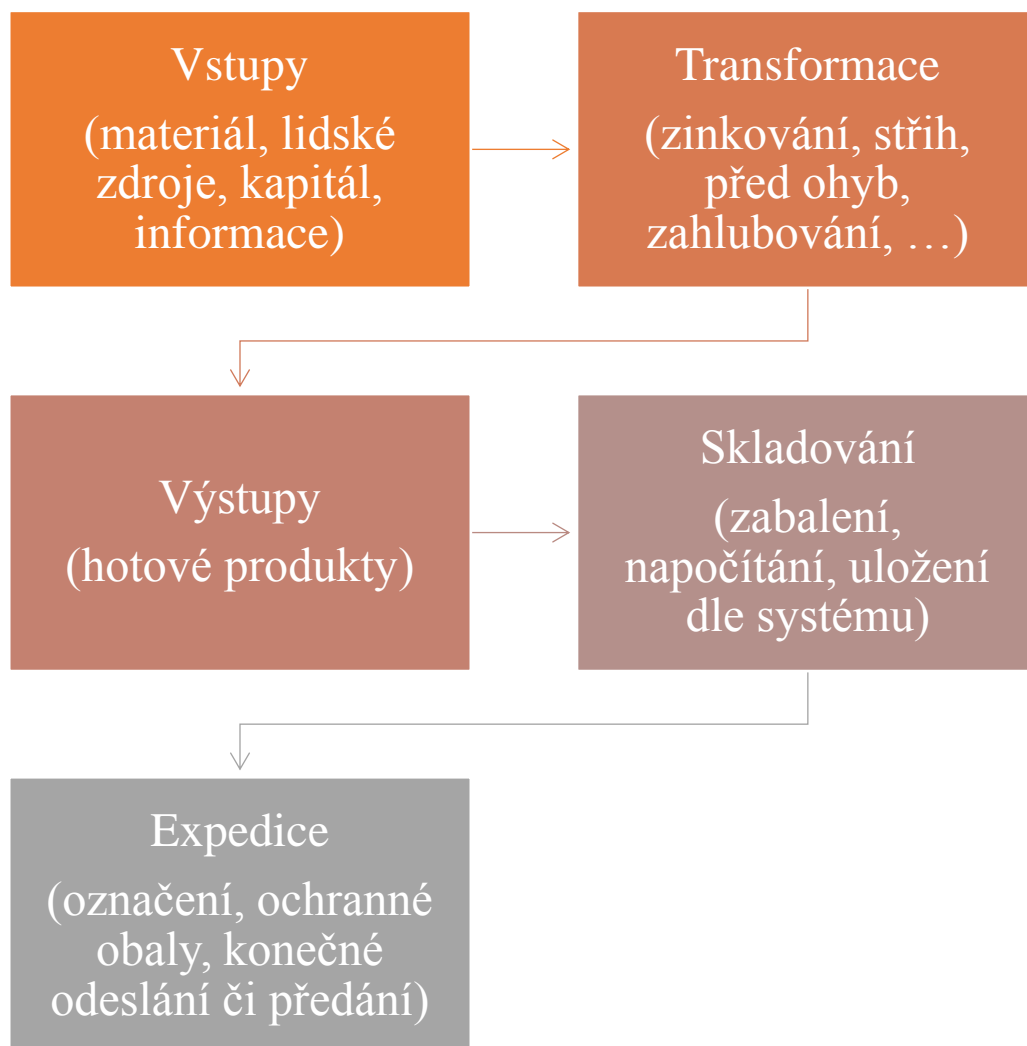 Vstupy
(materiál, lidské
zdroje, kapitál,
informace)
Transformace
(zinkování, střih,
před ohyb,
zahlubování, …)
Výstupy
(hotové produkty)
Skladování
(zabalení,
napočítání, uložení
dle systému)
Expedice
(označení, ochranné
obaly, konečné
odeslání či předání)